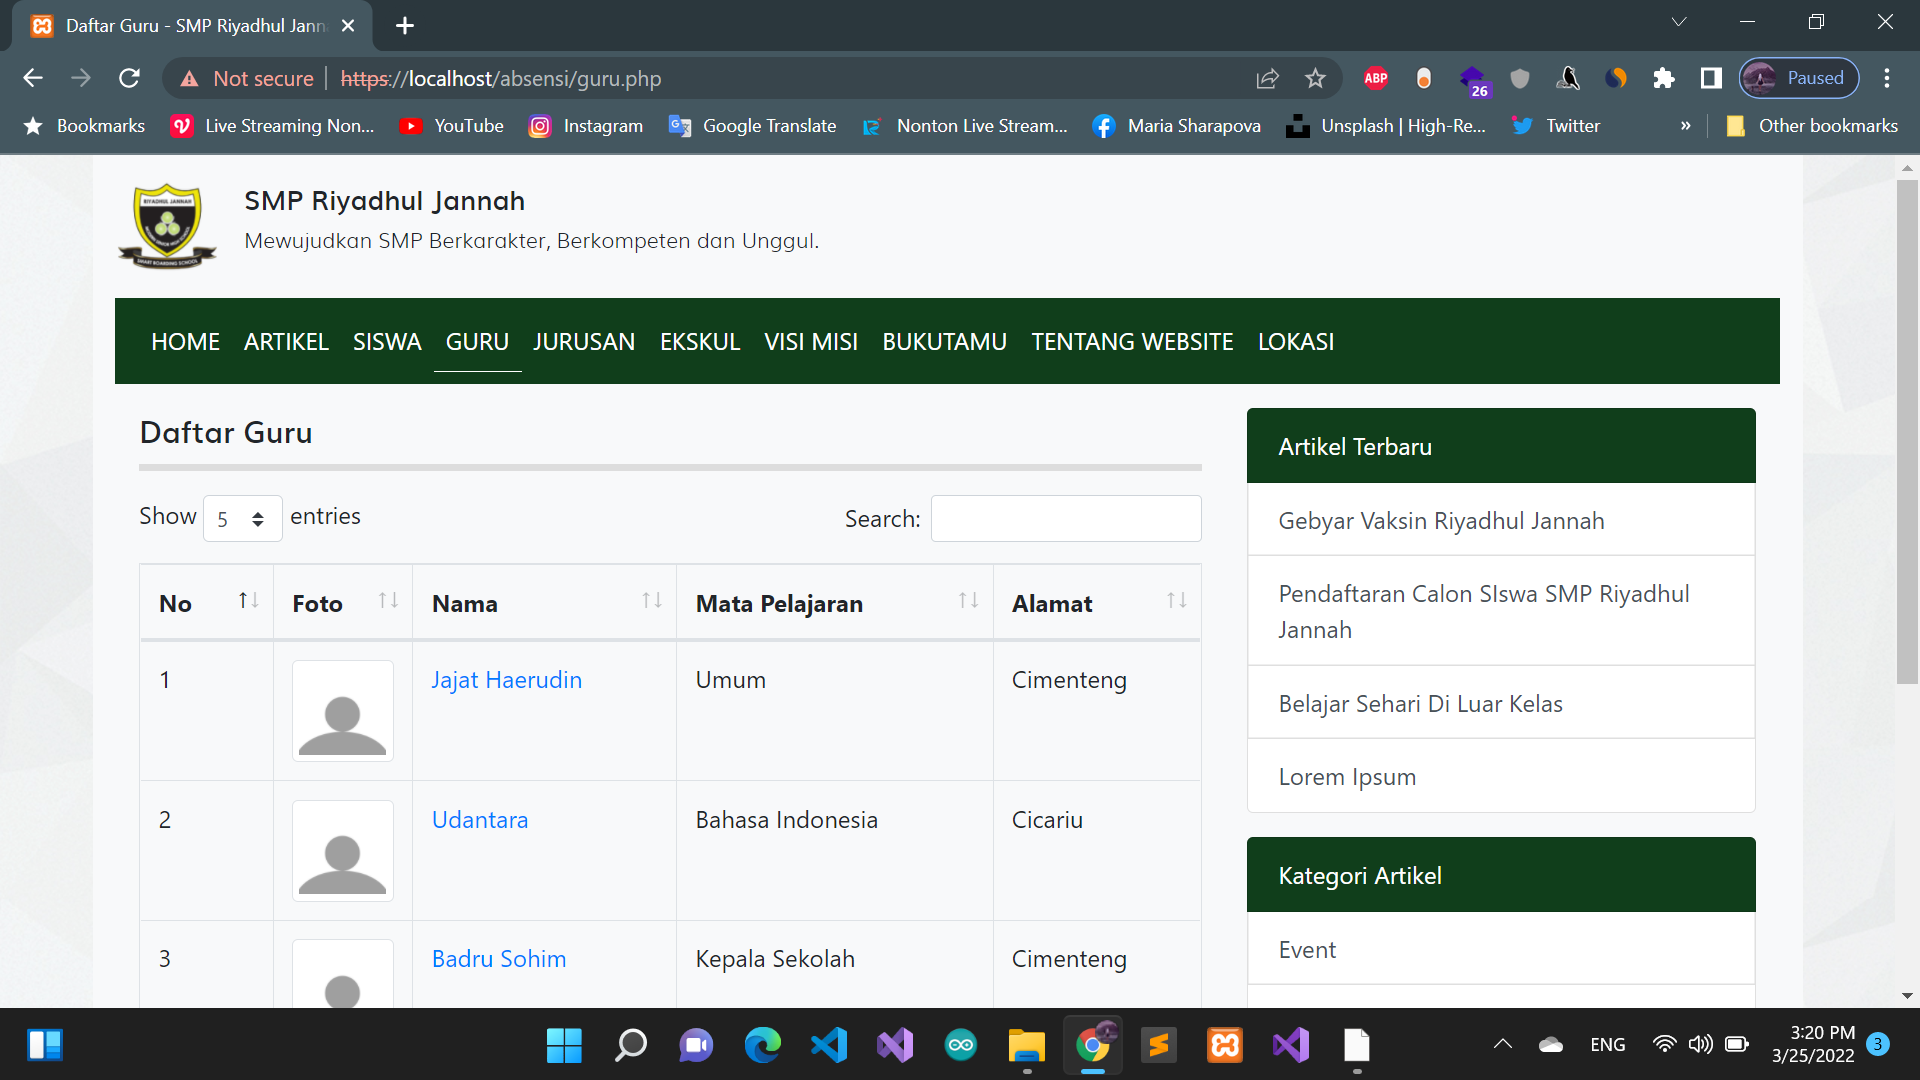 Daftar Guru - SMP Riyadhul Jann
Not secure
https://localhost/absensi/guru.php
ABP
26
Paused
Bookmarks
Live Streaming Non...
YouTube
Instagram
Google Translate
Nonton Live Stream...
Maria Sharapova
Unsplash | High-Re...
Twitter
»
Other bookmarks
RIYADHUL JANNAH
SMART BOARDING SCHOOL
SMP Riyadhul Jannah
Mewujudkan SMP Berkarakter, Berkompeten dan Unggul.
HOME ARTIKEL SISWA GURU JURUSAN EKSKUL VISI MISI BUKUTAMU TENTANG WEBSITE LOKASI
Daftar Guru
Show 5 entries
Search:
No Foto Nama Mata Pelajaran Alamat
1 Jajat Haerudin Umum Cimenteng
2 Udantara Bahasa Indonesia Cicariu
3 Badru Sohim Kepala Sekolah Cimenteng
Artikel Terbaru
Gebyar Vaksin Riyadhul Jannah
Pendaftaran Calon SIswa SMP Riyadhul
Jannah
Belajar Sehari Di Luar Kelas
Lorem Ipsum
Kategori Artikel
Event
ENG
3:20 PM
3/25/2022
3